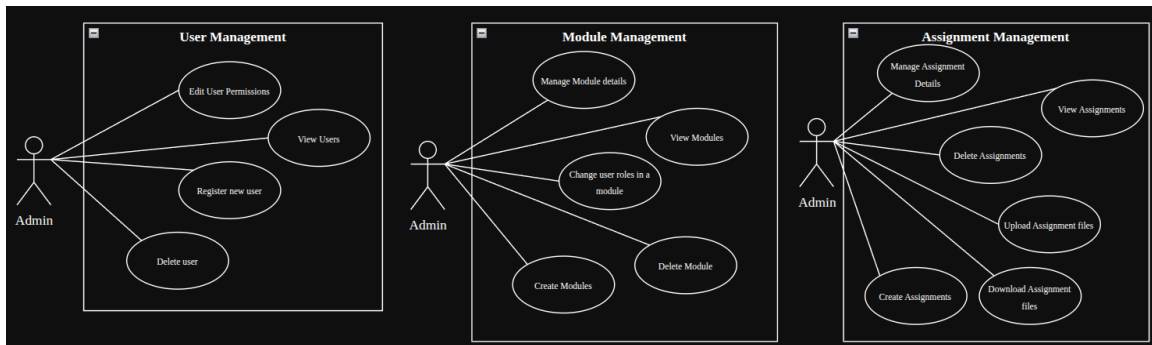 User Management
Edit User Permissions
View Users
Register new user
Delete user
Admin
Module Management
Manage Module details
View Modules
Change user roles in a
module
Delete Module
Create Modules
Admin
Assignment Management
Manage Assignment
Details
View Assignments
Delete Assignments
Upload Assignment files
Create Assignments
Download Assignment
files
Admin